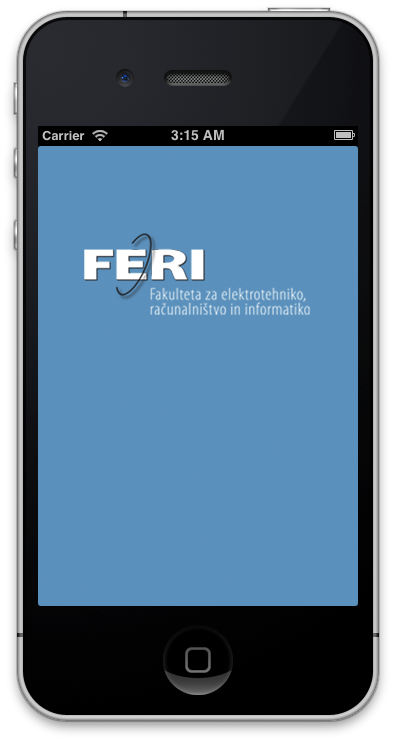 Carrier 3:15 AM
FERI
Fakulteta za elektrotehniko,
računalništvo in informatiko